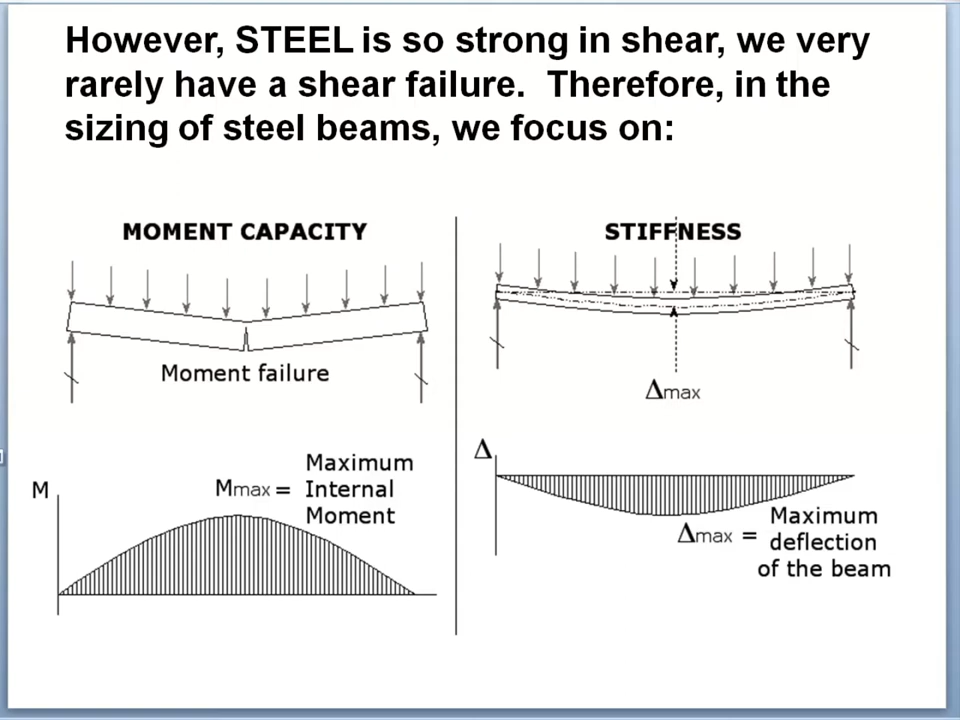 However, STEEL is so strong in shear, we very
rarely have a shear failure.  Therefore, in the
sizing of steel beams, we focus on:
MOMENT CAPACITY
Moment failure
M
Mmax = Maximum
Internal
Moment
STIFFNESS
Δmax
Δ
Δmax = Maximum
deflection
of the beam